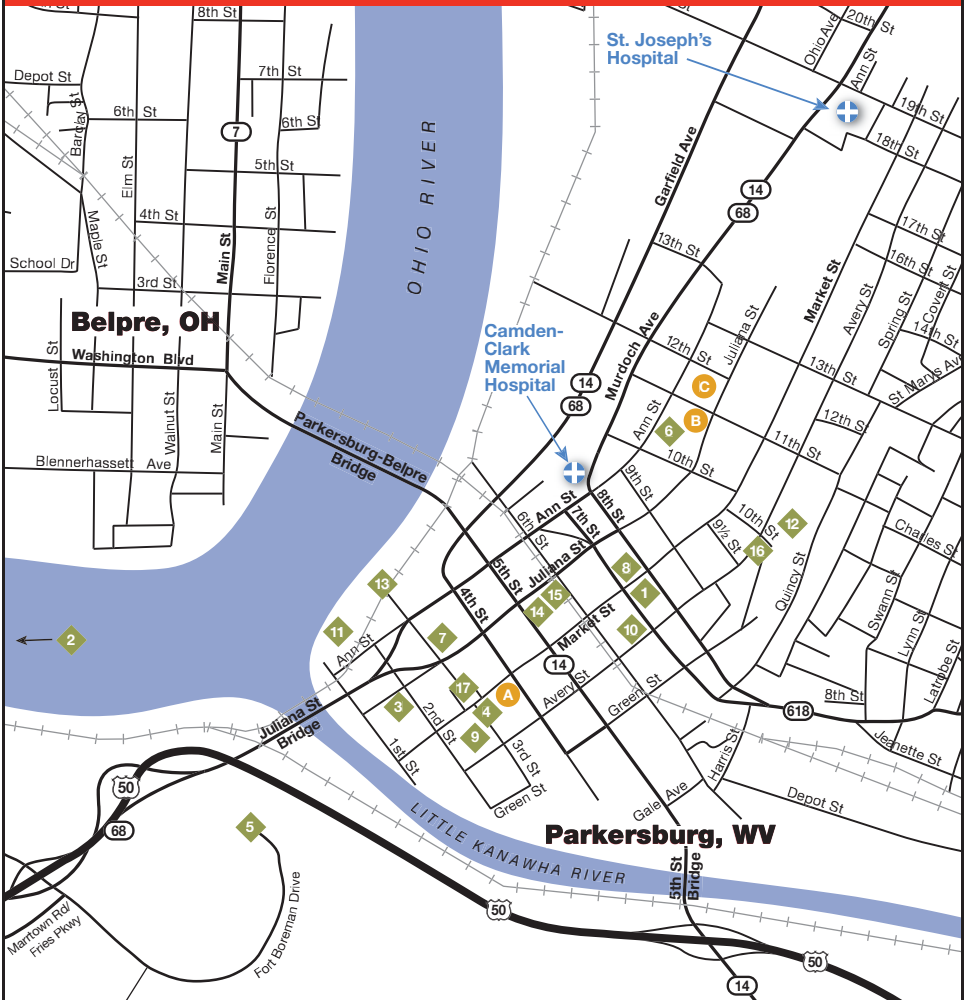 8th St
20th St
Ohio Ave
Ann St
St. Joseph's
Hospital
Depot St
7th St
19th St
Barclay St
6th St
6th St
7
18th St
OHIO RIVER
Garfield Ave
Elm St
5th St
14
68
Maple St
4th St
Florence St
Main St
17th St
13th St
16th St
School Dr
3rd St
Market St
Avery St
Spring St
Covert St
Belpre, OH
Camden-
Clark
Memorial
Hospital
Murdoch Ave
12th St
Juliana St
14th St
Washington Blvd
Locust St
13th St
St Marys Ave
14
68
C
Walnut St
Main St
Parkersburg-Belpre
Bridge
Ann St
6
B
12th St
11th St
Blennerhassett Ave
10th St
9th St
Ann St
8th St
7th St
6th St
9½ St
10th St
12
16
Charles St
Juliana St
5th St
4th St
8
15
14
1
10
Quincy St
Swann St
Lynn St
Latrobe St
13
11
2
Ann St
7
Market St
14
17
A
Avery St
Green St
3
4
9
2nd St
3rd St
1st St
Green St
Juliana St
Bridge
8th St
618
Jeanette St
Harris St
Depot St
Gale Ave
50
68
5
LITTLE KANAWHA RIVER
Parkersburg, WV
5th St
Bridge
Marrtown Rd/
Fries Pkwy
Fort Boreman Drive
50
50
14